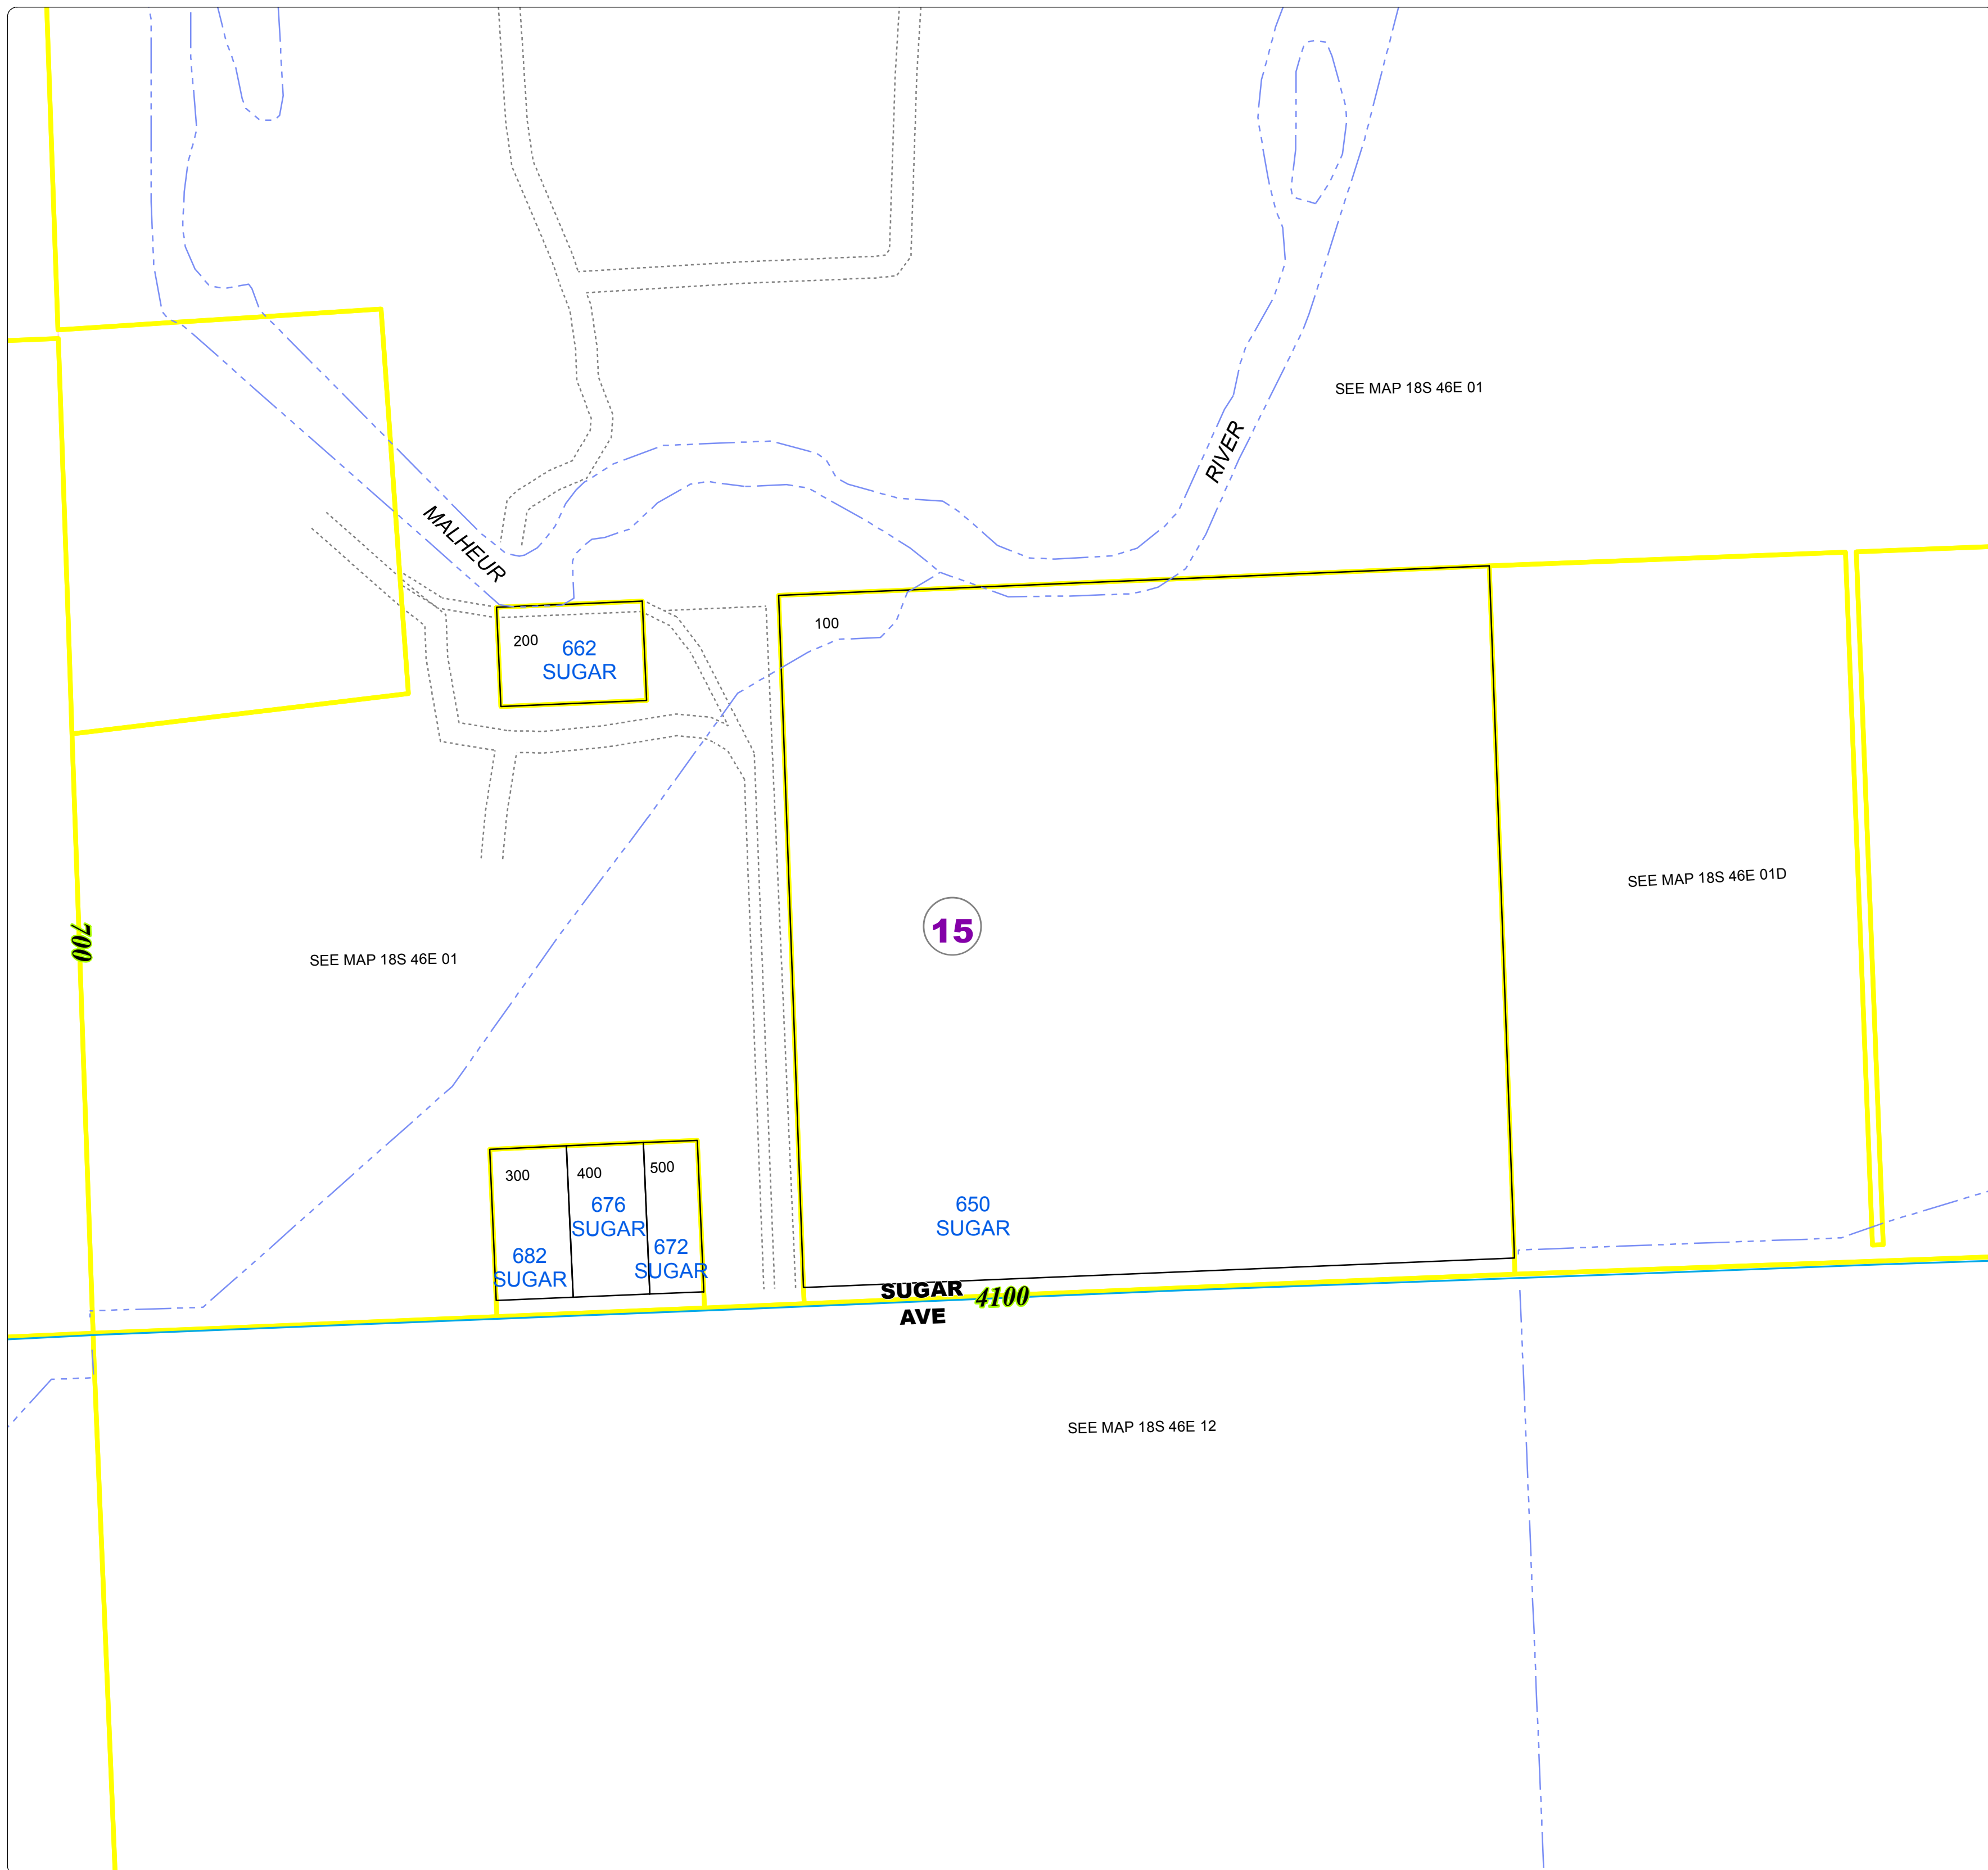 SEE MAP 18S 46E 01
RIVER
MALHEUR
100
200
662
SUGAR
SEE MAP 18S 46E 01D
15
700
SEE MAP 18S 46E 01
300
400
500
676
SUGAR
650
SUGAR
682
SUGAR
672
SUGAR
SUGAR
AVE
4100
SEE MAP 18S 46E 12